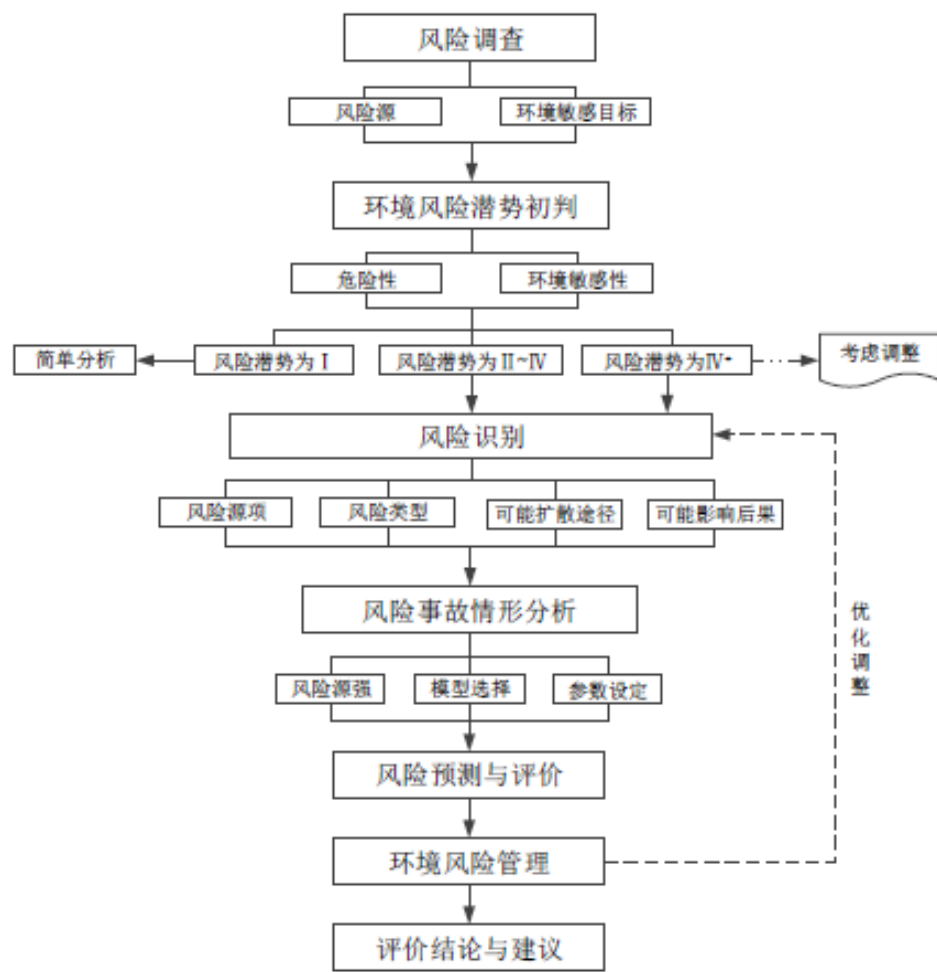 风险调查
风险源
环境敏感目标
环境风险潜势初判
危险性
环境敏感性
简单分析
风险潜势为Ⅰ
风险潜势为Ⅱ~Ⅳ
风险潜势为Ⅳ+
考虑调整
风险识别
风险源项
风险类型
可能扩散途径
可能影响后果
风险事故情形分析
优化调整
风险源强
模型选择
参数设定
风险预测与评价
环境风险管理
评价结论与建议